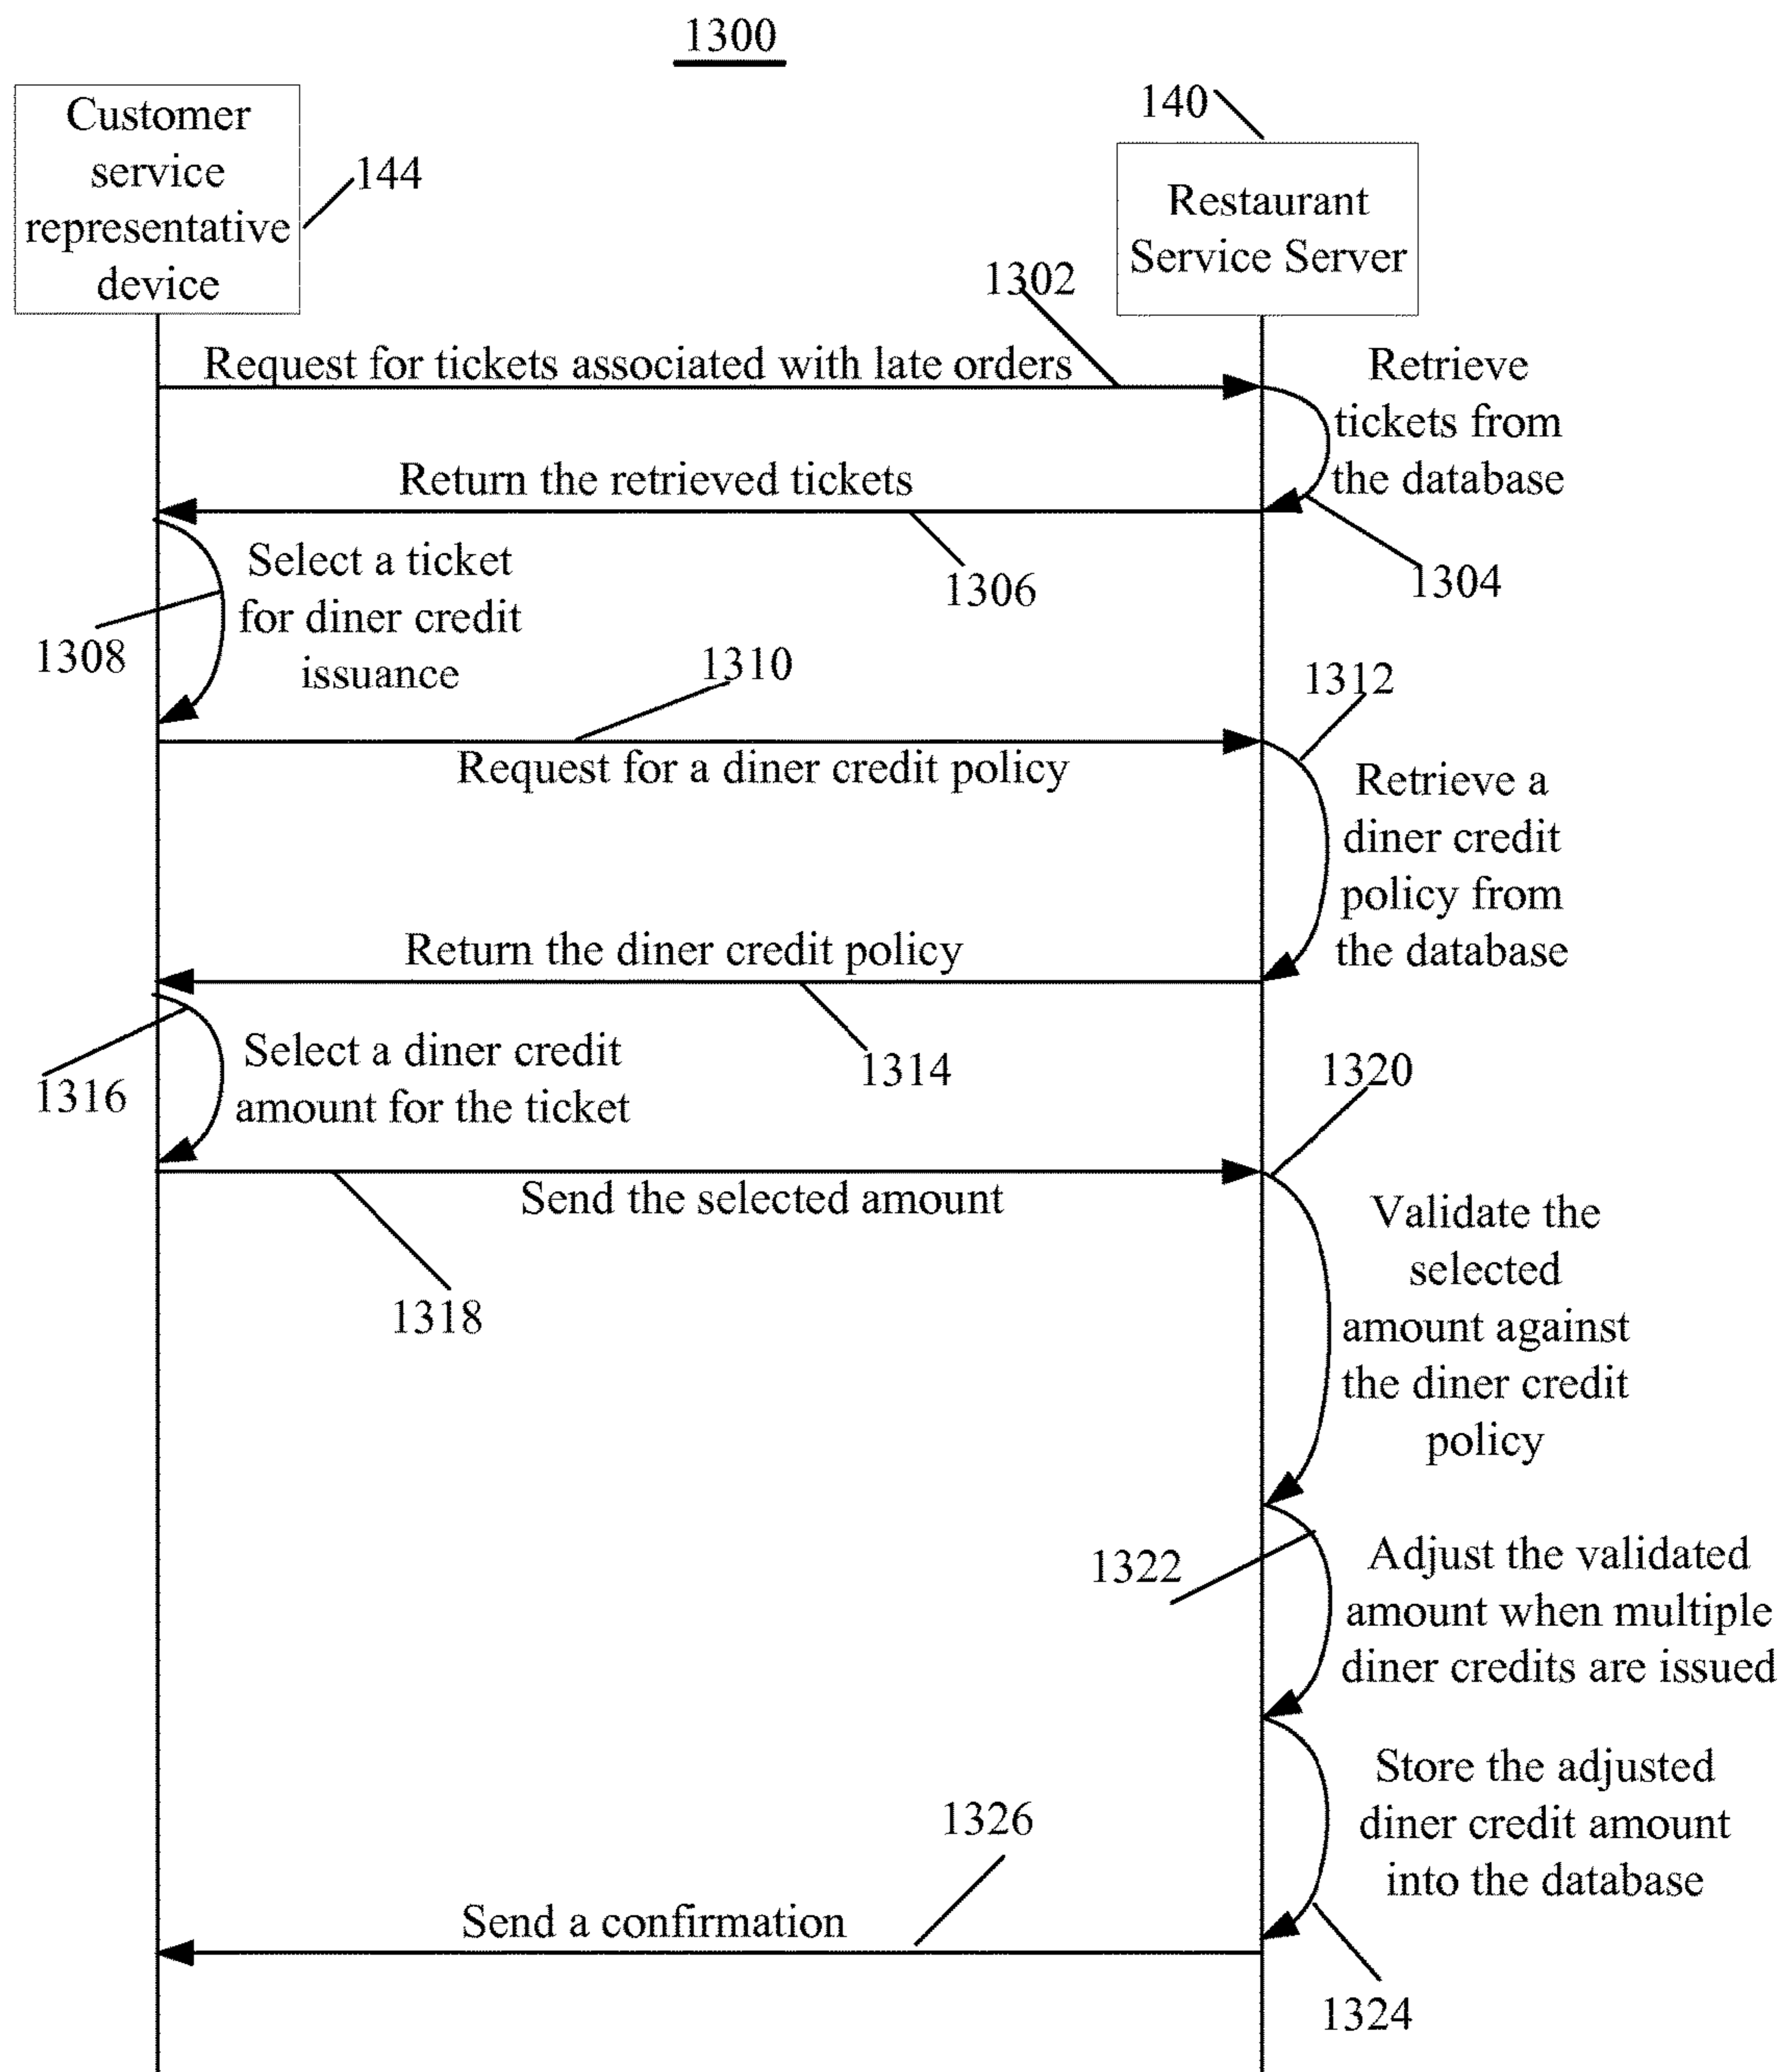 1300
Customer
service
representative
device
144
140
Restaurant
Service Server
1302
Request for tickets associated with late orders
Retrieve
tickets from
the database
Return the retrieved tickets
1304
1306
Select a ticket
for diner credit
issuance
1308
1310
1312
Request for a diner credit policy
Retrieve a
diner credit
policy from
the database
Return the diner credit policy
1314
Select a diner credit
amount for the ticket
1316
1320
Send the selected amount
1318
Validate the
selected
amount against
the diner credit
policy
1322
Adjust the validated
amount when multiple
diner credits are issued
Store the adjusted
diner credit amount
into the database
1326
Send a confirmation
1324